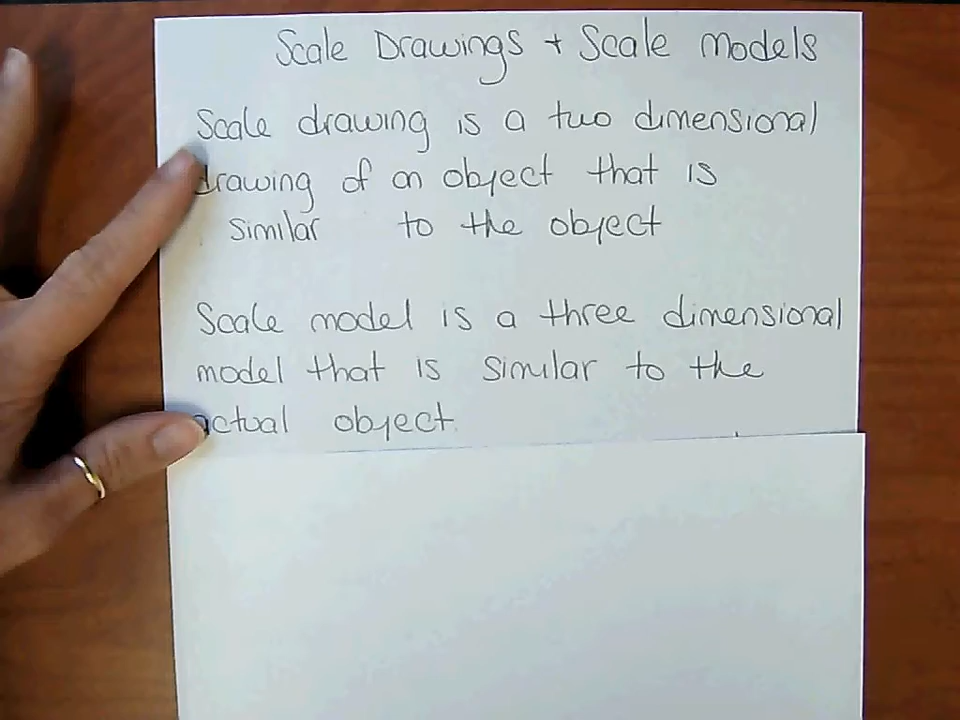 Scale Drawings + Scale Models
Scale drawing is a two dimensional
drawing of an object that is
similar to the object
Scale model is a three dimensional
model that is similar to the
actual object.